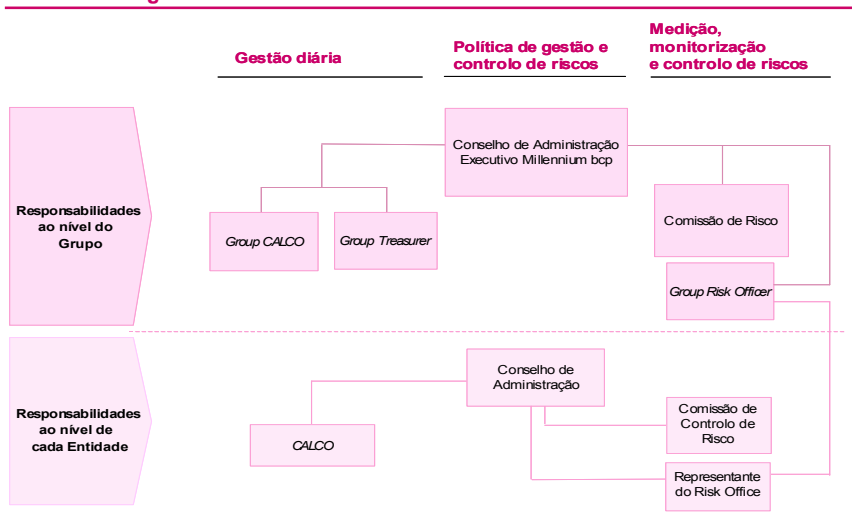 Gestão diária
Política de gestão e
controlo de riscos
Medição,
monitorização
e controlo de riscos
Responsabilidades
ao nível do
Grupo
Conselho de Administração
Executivo Millennium bcp
Group CALCO
Group Treasurer
Comissão de Risco
Group Risk Officer
Responsabilidades
ao nível de
cada Entidade
Conselho de
Administração
CALCO
Comissão de
Controlo de
Risco
Representante
do Risk Office